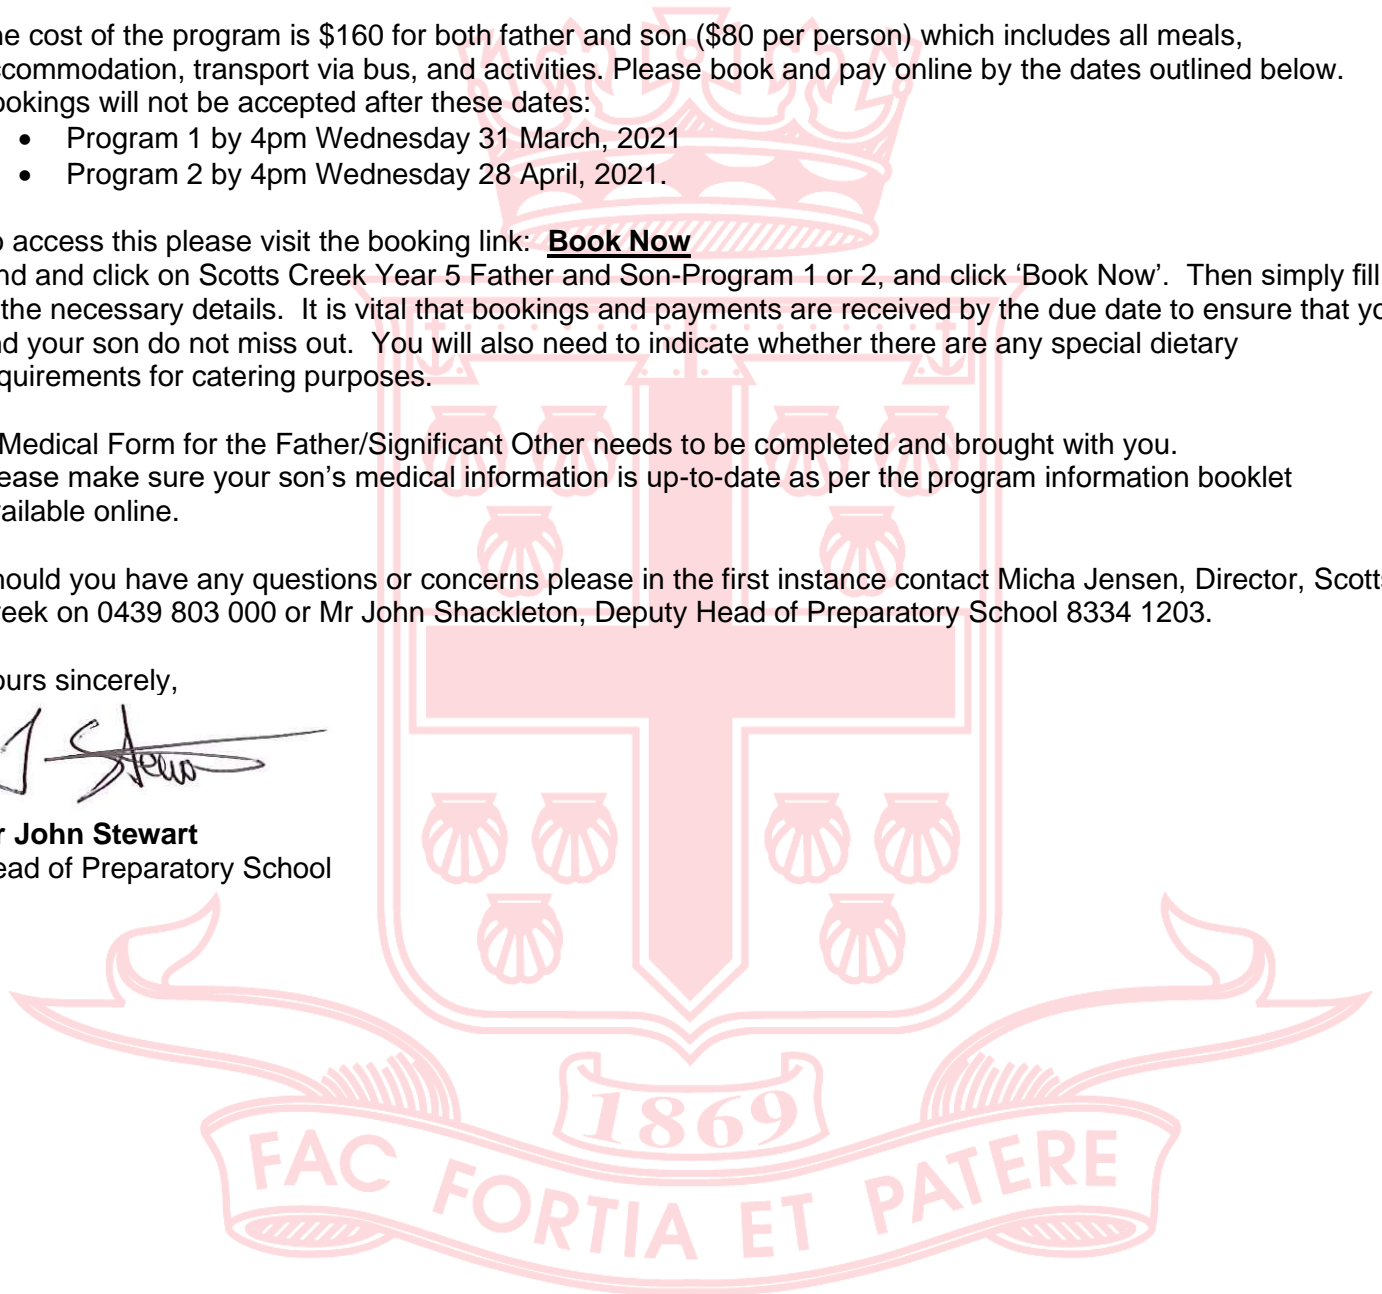 he cost of the program is $160 for both father and son ($80 per person) which includes all meals,
ccommodation, transport via bus, and activities. Please book and pay online by the dates outlined below.
ookings will not be accepted after these dates:
• Program 1 by 4pm Wednesday 31 March, 2021
• Program 2 by 4pm Wednesday 28 April, 2021.
o access this please visit the booking link: Book Now
nd and click on Scotts Creek Year 5 Father and Son-Program 1 or 2, and click ‘Book Now’. Then simply fill
the necessary details. It is vital that bookings and payments are received by the due date to ensure that yo
nd your son do not miss out. You will also need to indicate whether there are any special dietary
quirements for catering purposes.
Medical Form for the Father/Significant Other needs to be completed and brought with you.
ease make sure your son’s medical information is up-to-date as per the program information booklet
vailable online.
hould you have any questions or concerns please in the first instance contact Micha Jensen, Director, Scotts
reek on 0439 803 000 or Mr John Shackleton, Deputy Head of Preparatory School 8334 1203.
ours sincerely,
J Stewart
r John Stewart
ead of Preparatory School
1869
FAC FORTIA ET PATERE